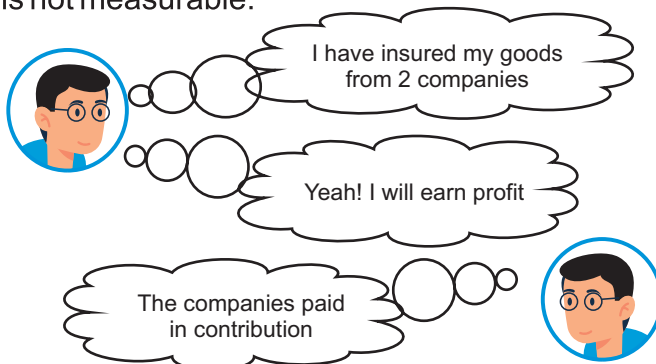 is not measurable.
I have insured my goods
from 2 companies
Yeah! I will earn profit
The companies paid
in contribution